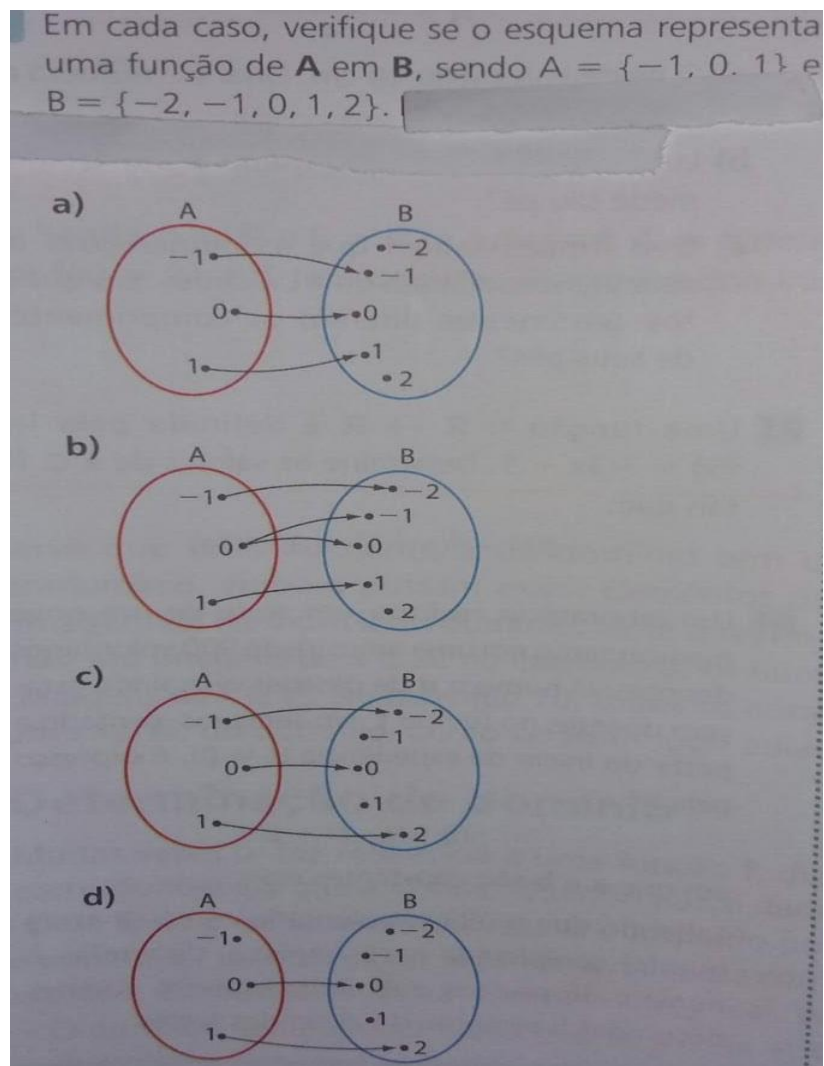 Em cada caso, verifique se o esquema representa
uma função de A em B, sendo A = {−1, 0. 1} e
B = {−2, −1, 0, 1, 2}.
a)
A
B
−1
−2
−1
0
0
1
1
2
b)
A
B
−1
−2
−1
0
0
1
1
2
c)
A
B
−1
−2
−1
0
0
1
1
2
d)
A
B
−1
−2
−1
0
0
1
1
2